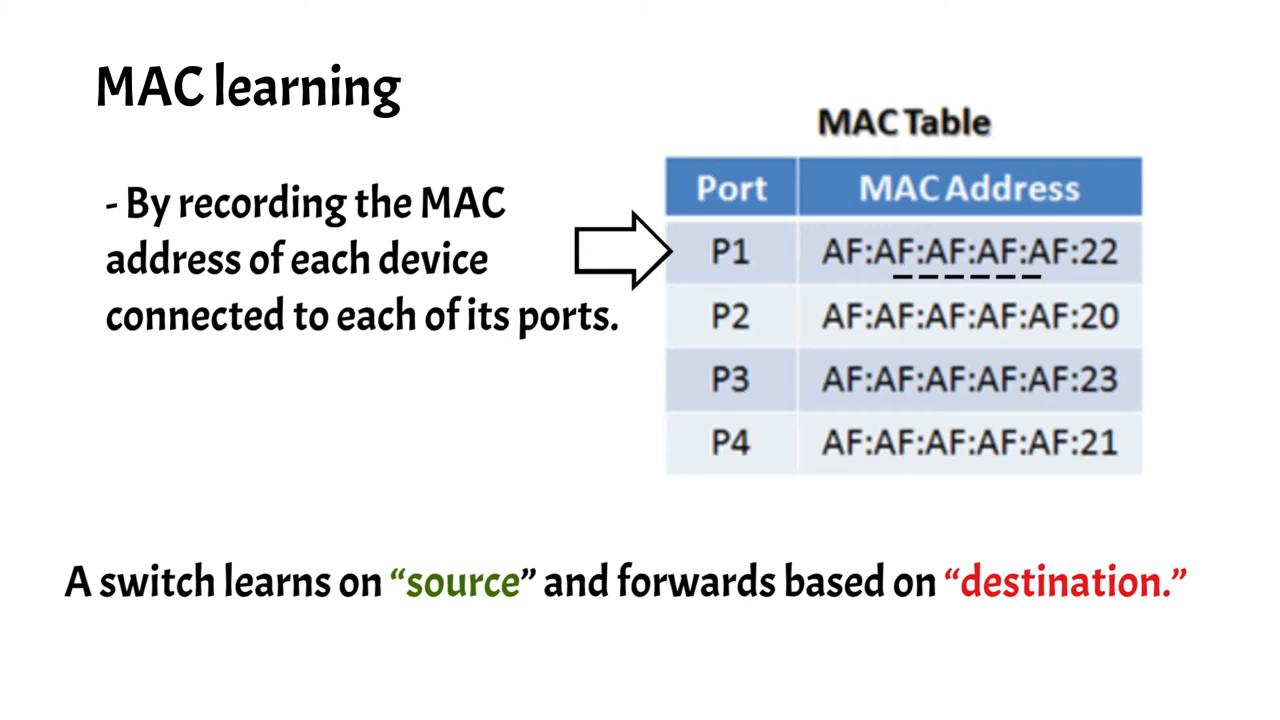 MAC learning
MAC Table
- By recording the MAC
address of each device
connected to each of its ports.
Port MAC Address
P1 AF:AF:AF:AF:AF:22
P2 AF:AF:AF:AF:AF:20
P3 AF:AF:AF:AF:AF:23
P4 AF:AF:AF:AF:AF:21
A switch learns on “source” and forwards based on “destination.”